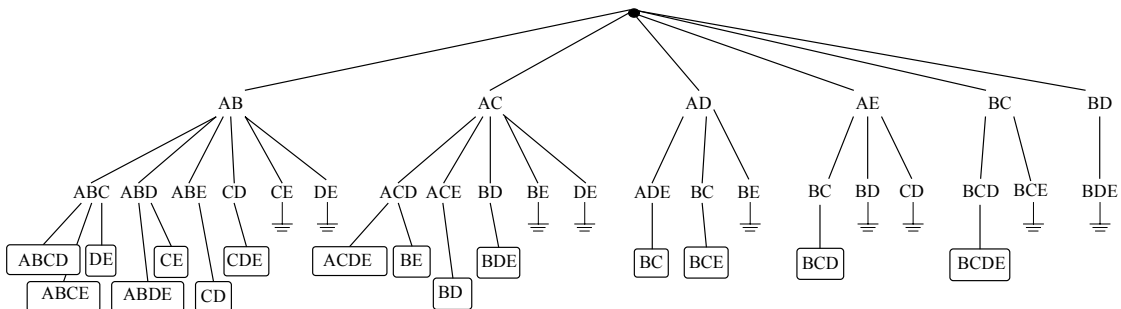 AB AC AD AE BC BD
ABC ABD ABE CD CE DE ACD ACE BD BE DE ADE BC BE BC BD CD BCD BCE BDE
ABCD DE CE CDE ACDE BE BDE BC BCE BCD BCDE
ABCE ABDE CD BD